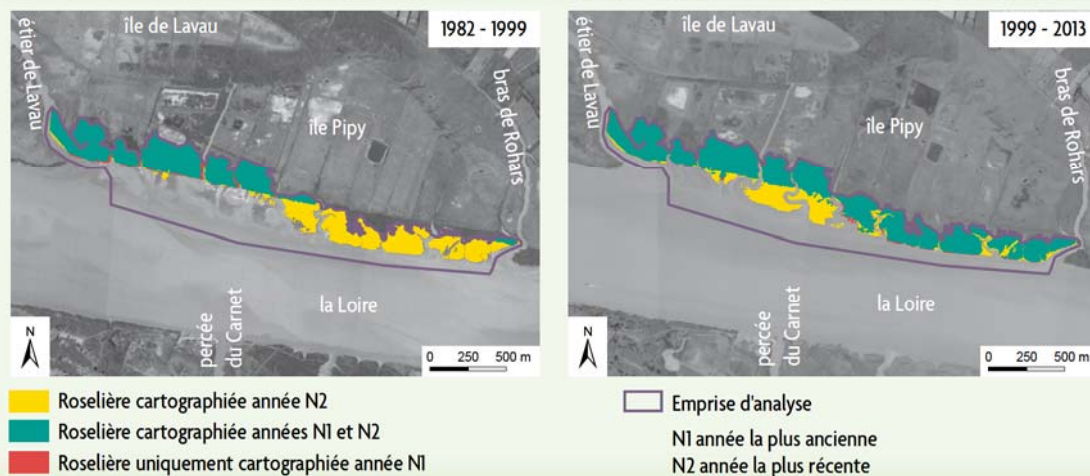 étier de Lavau
île de Lavau
1982 - 1999
île Pipy
bras de Rohars
la Loire
percée
du Carnet
N
0 250 500 m
étier de Lavau
île de Lavau
1999 - 2013
île Pipy
bras de Rohars
la Loire
percée
du Carnet
N
0 250 500 m
Roselière cartographiée année N2
Roselière cartographiée années N1 et N2
Roselière uniquement cartographiée année N1
Emprise d'analyse
N1 année la plus ancienne
N2 année la plus récente